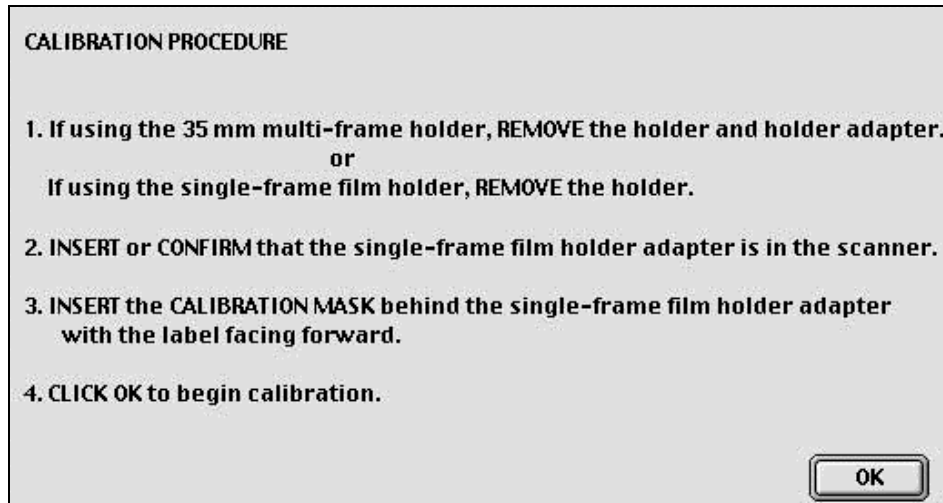 CALIBRATION PROCEDURE
1. If using the 35 mm multi-frame holder, REMOVE the holder and holder adapter.
or
If using the single-frame film holder, REMOVE the holder.
2. INSERT or CONFIRM that the single-frame film holder adapter is in the scanner.
3. INSERT the CALIBRATION MASK behind the single-frame film holder adapter
with the label facing forward.
4. CLICK OK to begin calibration.
OK